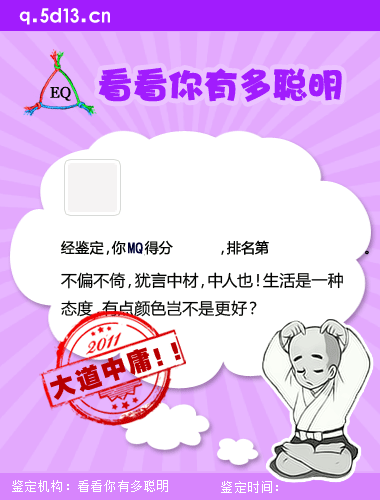 q.5d13.cn
EQ
看看你有多聪明
经鉴定,你MQ得分 ,排名第 。
不偏不倚,犹言中材,中人也!生活是一种
态度,有点颜色岂不是更好?
2011
大道中庸!!
鉴定机构：看看你有多聪明 鉴定时间: